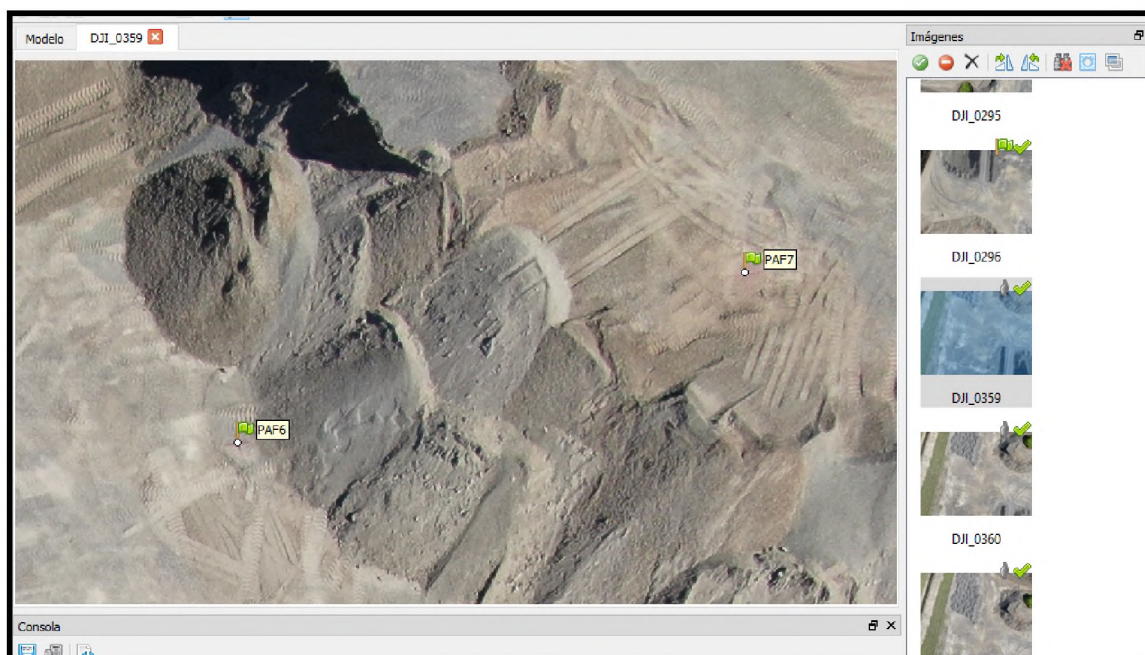 Modelo
DJI_0359
PAF7
PAF6
Consola
Imágenes
DJI_0295
DJI_0296
DJI_0359
DJI_0360